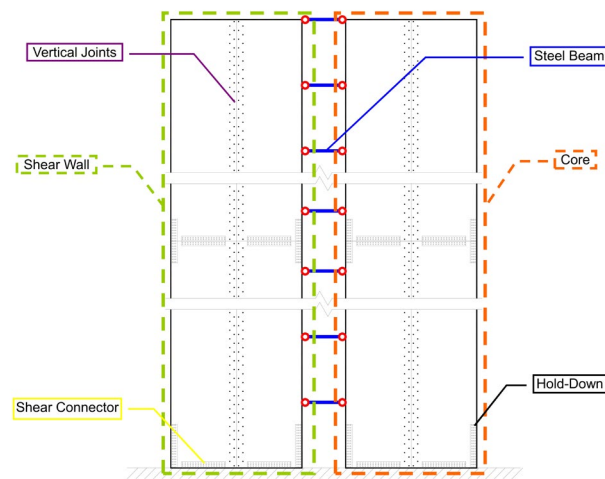 Vertical Joints
Steel Beam
Shear Wall
Core
Shear Connector
Hold-Down